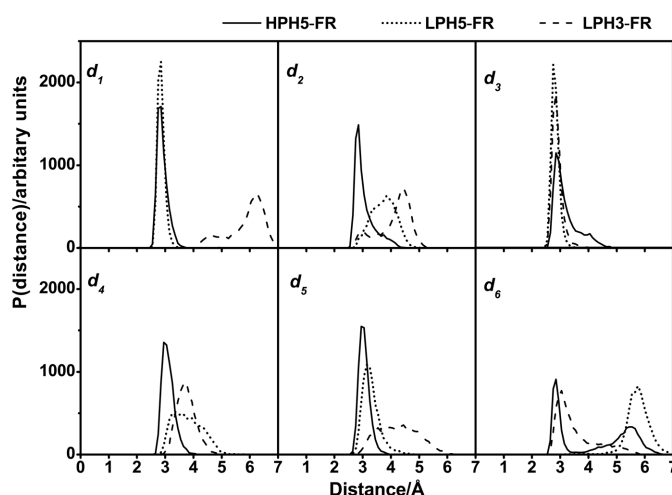 HPH5-FR LPH5-FR LPH3-FR
P(distance)/arbitary units
2000
1000
0
d1
d2
d3
2000
1000
0
d4
d5
d6
0 1 2 3 4 5 6 0 1 2 3 4 5 6 0 1 2 3 4 5 6 7
Distance/Å